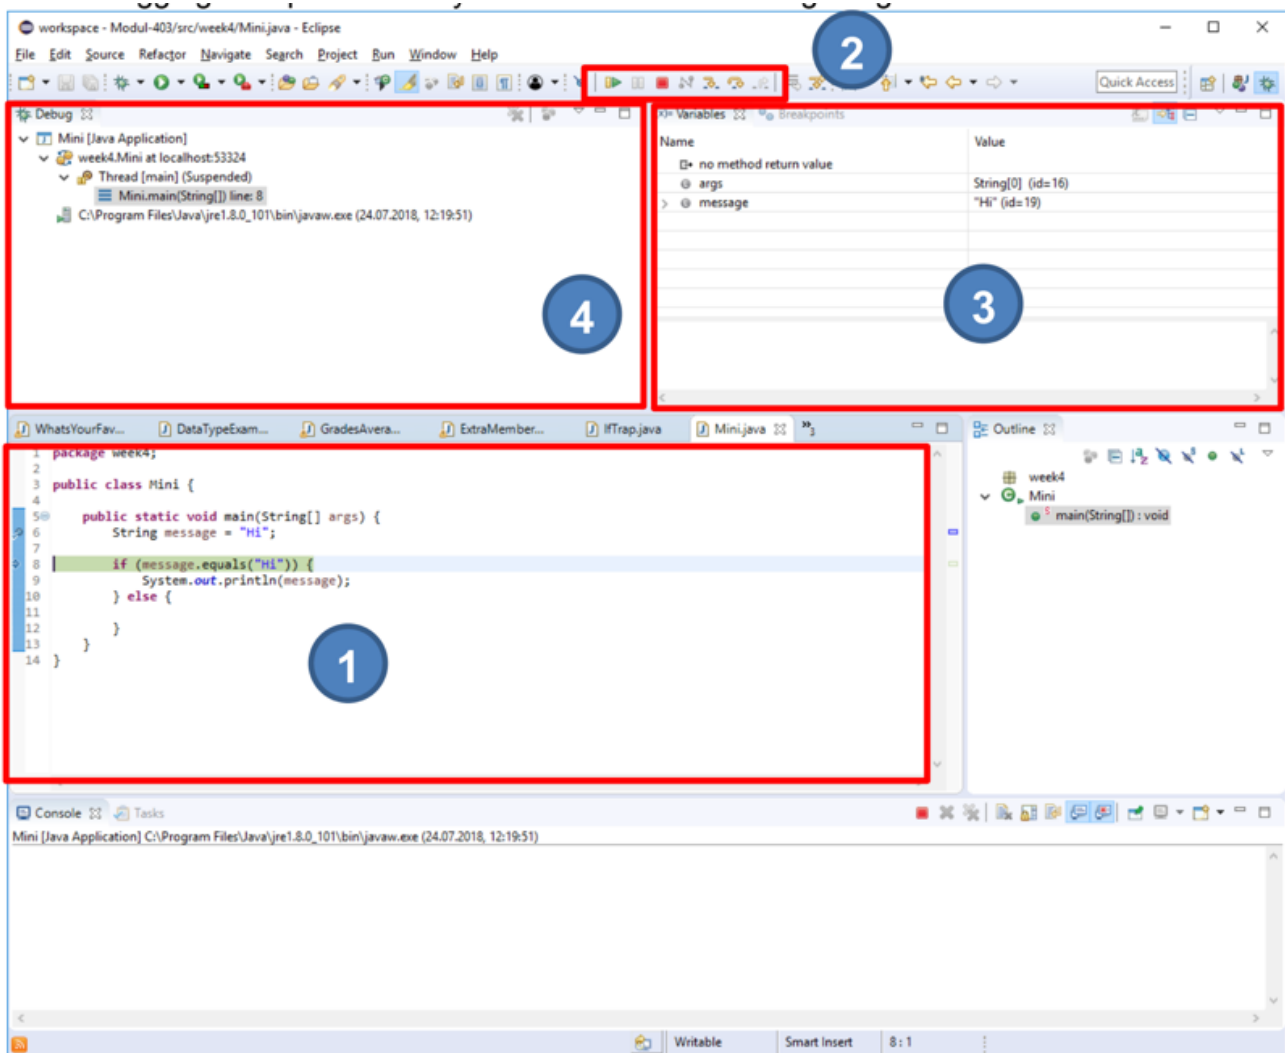 workspace - Modul-403/src/week4/Mini.java - Eclipse
File Edit Source Refactor Navigate Search Project Run Window Help
2
Quick Access
Debug
Mini [Java Application]
week4.Mini at localhost:53324
Thread [main] (Suspended)
Mini.main(String[]) line: 8
C:\Program Files\Java\jre1.8.0_101\bin\javaw.exe (24.07.2018, 12:19:51)
4
Variables Breakpoints
Name Value
no method return value
args String[0] (id=16)
message "Hi" (id=19)
3
WhatsYourFav... DataTypeExam... GradesAvera... ExtraMember... IfTrap.java Mini.java »3
1 package week4;
2
3 public class Mini {
4
5 public static void main(String[] args) {
6 String message = "Hi";
7
8 if (message.equals("Hi")) {
9 System.out.println(message);
10 } else {
11
12 }
13 }
14 }
1
Outline
week4
Mini
main(String[]) : void
Console Tasks
Mini [Java Application] C:\Program Files\Java\jre1.8.0_101\bin\javaw.exe (24.07.2018, 12:19:51)
Writable Smart Insert 8 : 1